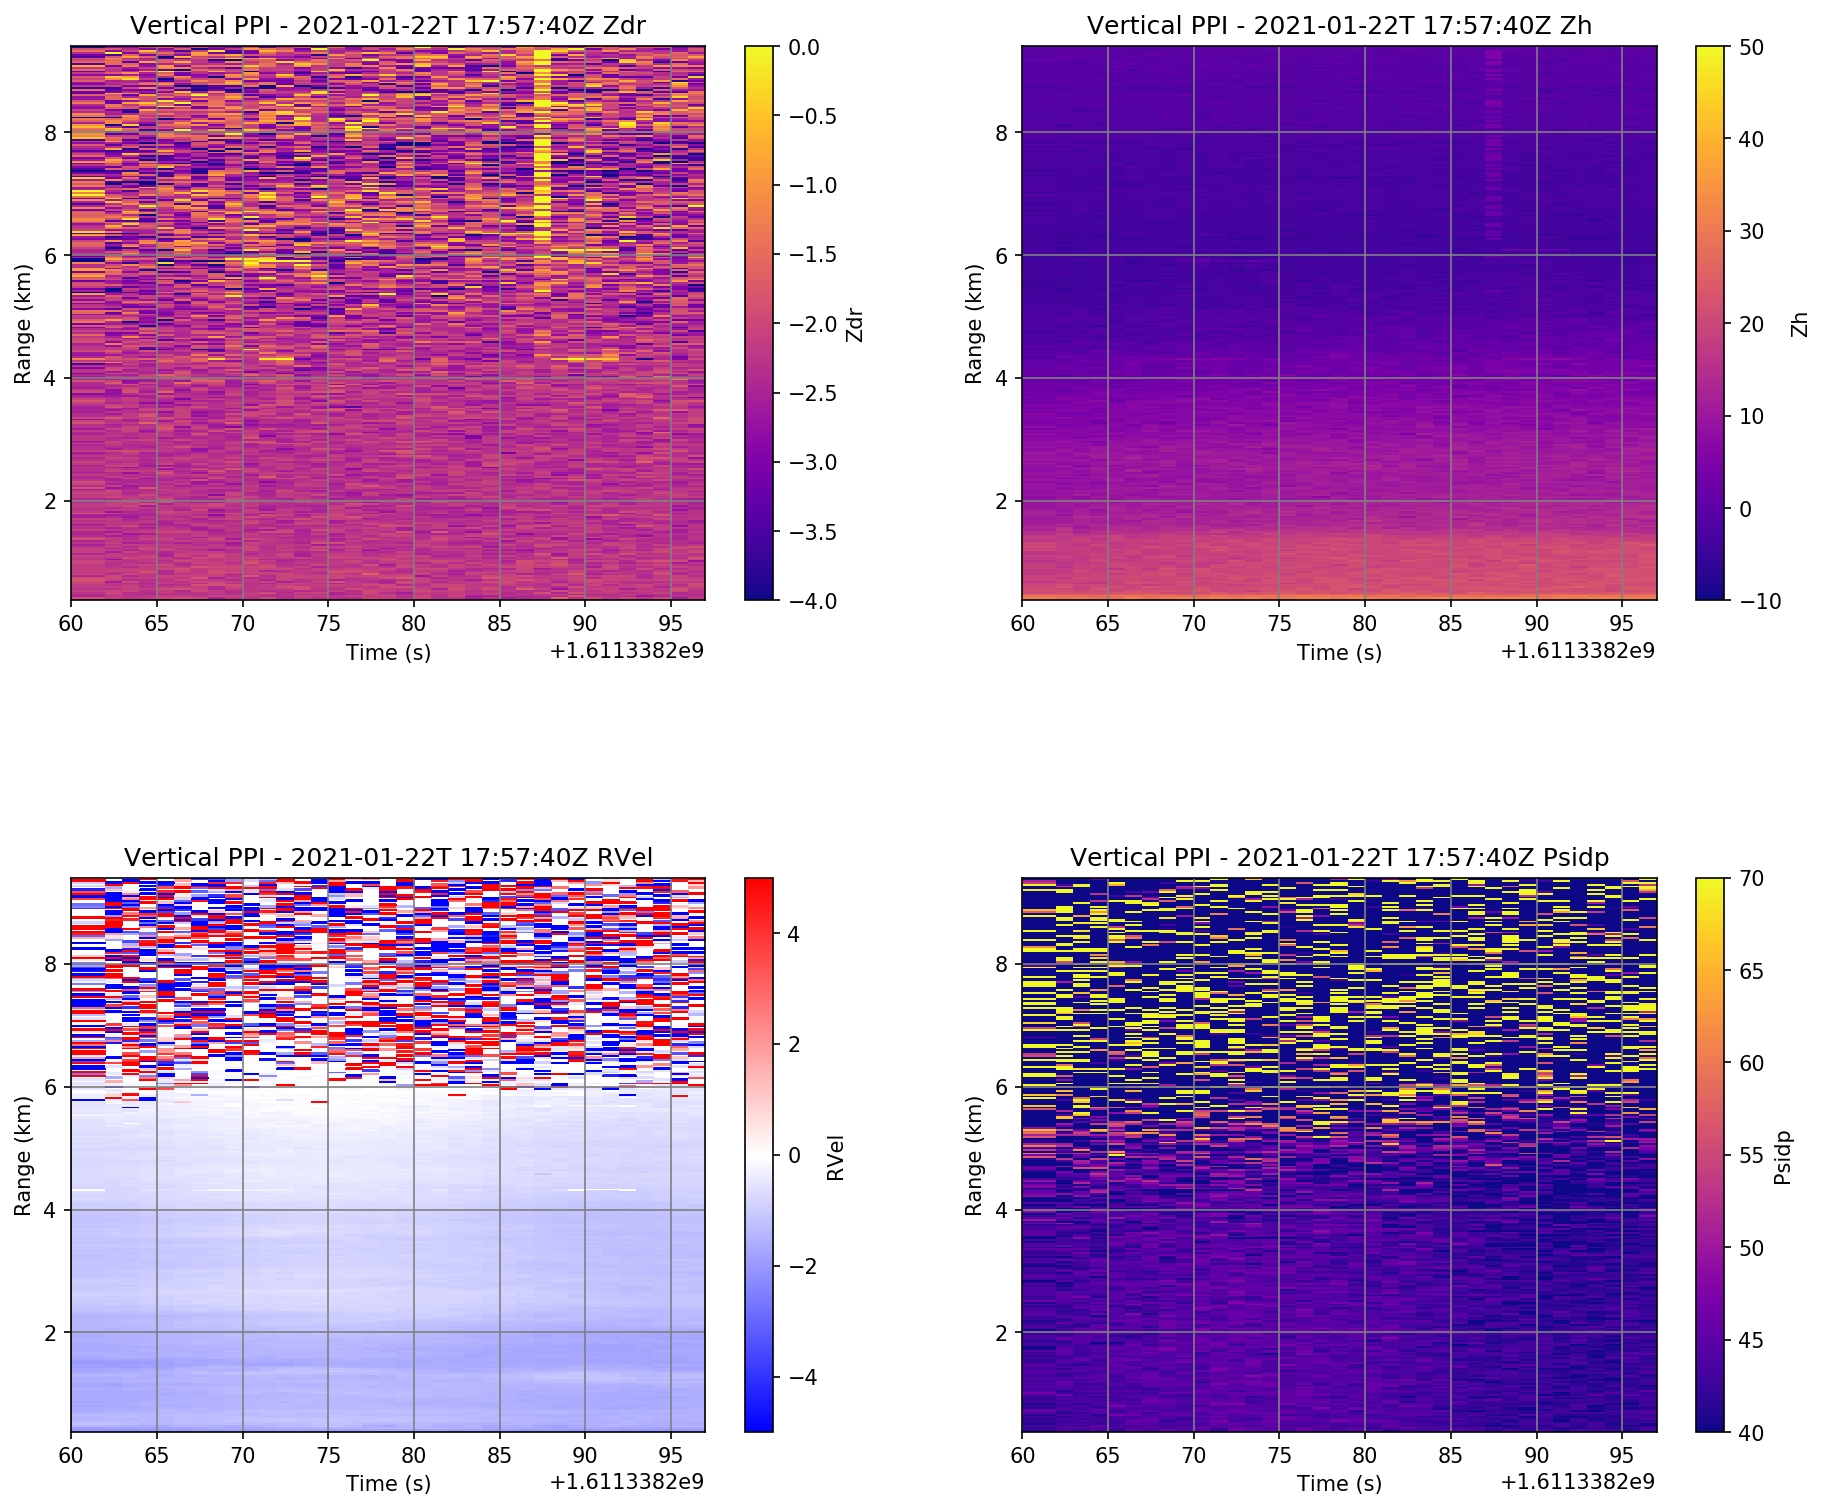 Vertical PPI - 2021-01-22T 17:57:40Z Zdr
8
6
4
2
Range (km)
60 65 70 75 80 85 90 95
Time (s)
+1.6113382e9
0.0
−0.5
−1.0
−1.5
−2.0
−2.5
−3.0
−3.5
−4.0
Zdr
Vertical PPI - 2021-01-22T 17:57:40Z Zh
8
6
4
2
Range (km)
60 65 70 75 80 85 90 95
Time (s)
+1.6113382e9
50
40
30
20
10
0
−10
Zh
Vertical PPI - 2021-01-22T 17:57:40Z RVel
8
6
4
2
Range (km)
60 65 70 75 80 85 90 95
Time (s)
+1.6113382e9
4
2
0
−2
−4
RVel
Vertical PPI - 2021-01-22T 17:57:40Z Psidp
8
6
4
2
Range (km)
60 65 70 75 80 85 90 95
Time (s)
+1.6113382e9
70
65
60
55
50
45
40
Psidp